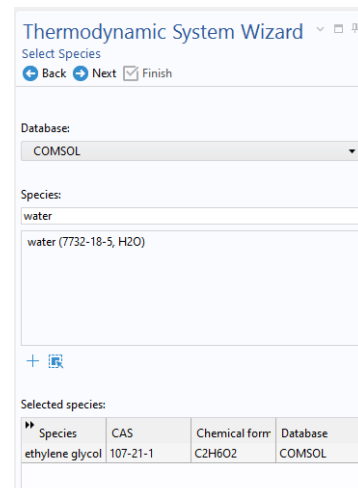 Thermodynamic System Wizard
Select Species
Back Next Finish
Database:
COMSOL
Species:
water
water (7732-18-5, H2O)
Selected species:
Species CAS Chemical form Database
ethylene glycol 107-21-1 C2H6O2 COMSOL